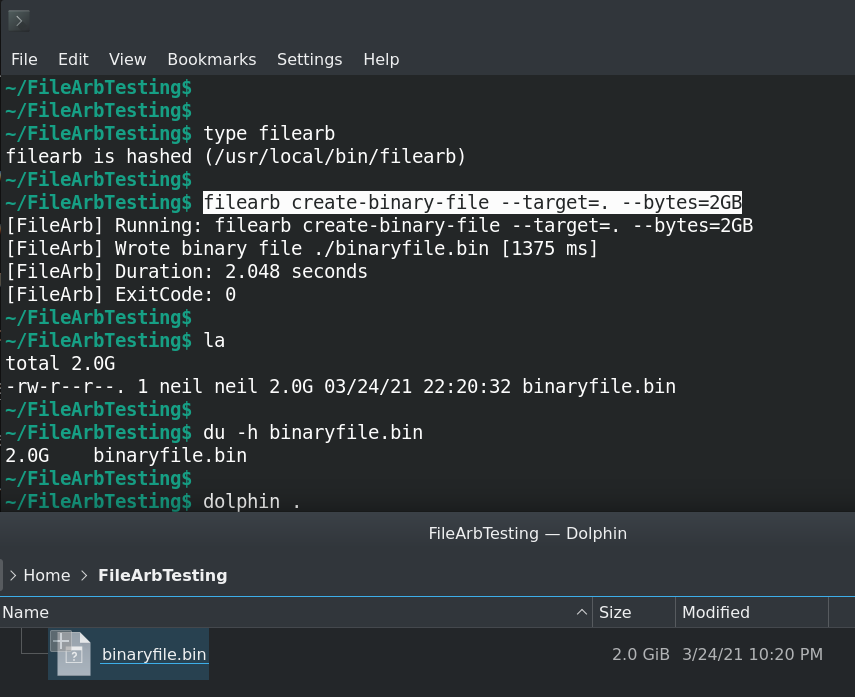 File Edit View Bookmarks Settings Help
~/FileArbTesting$
~/FileArbTesting$
~/FileArbTesting$ type filearb
filearb is hashed (/usr/local/bin/filearb)
~/FileArbTesting$
~/FileArbTesting$ filearb create-binary-file --target=. --bytes=2GB
[FileArb] Running: filearb create-binary-file --target=. --bytes=2GB
[FileArb] Wrote binary file ./binaryfile.bin [1375 ms]
[FileArb] Duration: 2.048 seconds
[FileArb] ExitCode: 0
~/FileArbTesting$
~/FileArbTesting$ la
total 2.0G
-rw-r--r--. 1 neil neil 2.0G 03/24/21 22:20:32 binaryfile.bin
~/FileArbTesting$
~/FileArbTesting$ du -h binaryfile.bin
2.0G    binaryfile.bin
~/FileArbTesting$
~/FileArbTesting$ dolphin .
FileArbTesting — Dolphin
> Home > FileArbTesting
Name Size Modified
binaryfile.bin 2.0 GiB 3/24/21 10:20 PM